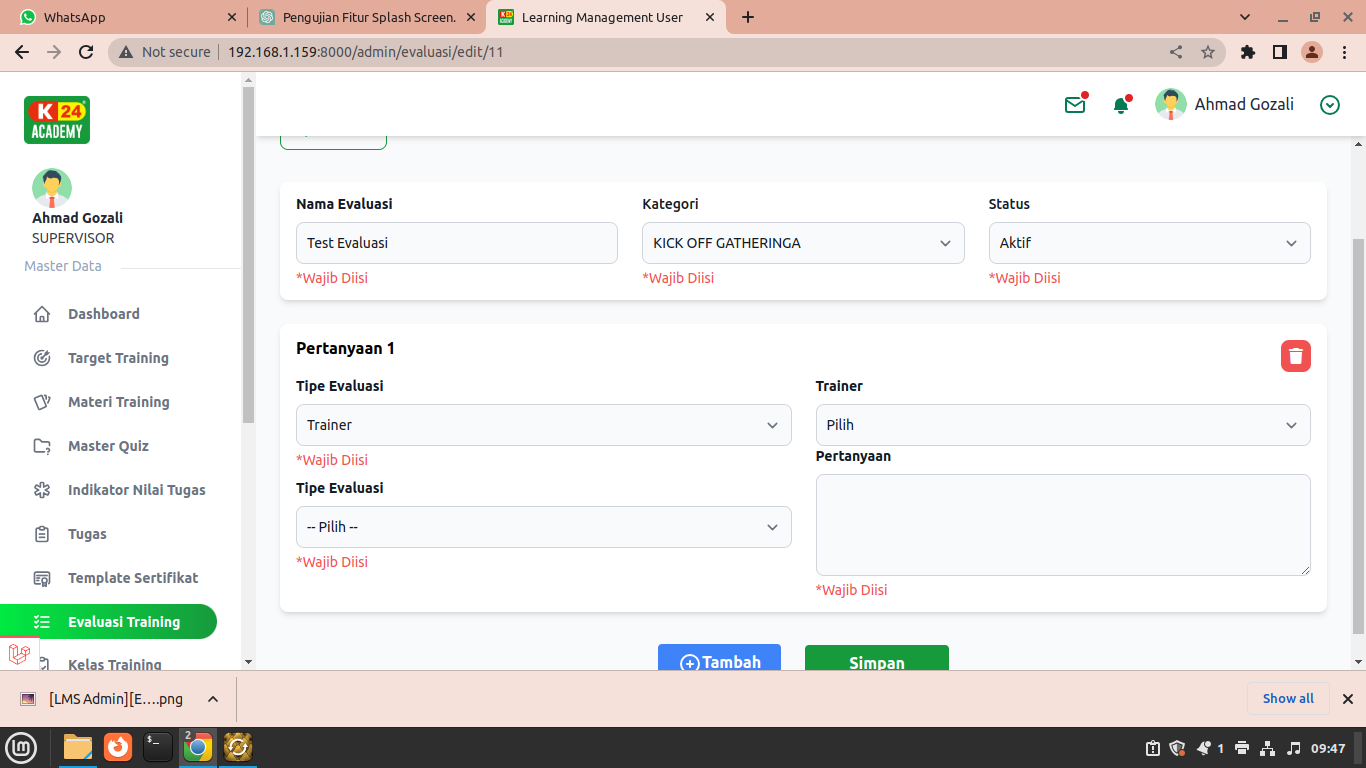 WhatsApp
Pengujian Fitur Splash Screen.
Learning Management User
Not secure
192.168.1.159:8000/admin/evaluasi/edit/11
K 24
ACADEMY
Ahmad Gozali
Ahmad Gozali
SUPERVISOR
Master Data
Dashboard
Target Training
Materi Training
Master Quiz
Indikator Nilai Tugas
Tugas
Template Sertifikat
Evaluasi Training
Kelas Training
Nama Evaluasi
Kategori
Status
Test Evaluasi
KICK OFF GATHERINGA
Aktif
*Wajib Diisi
*Wajib Diisi
*Wajib Diisi
Pertanyaan 1
Tipe Evaluasi
Trainer
Trainer
Pilih
*Wajib Diisi
Pertanyaan
Tipe Evaluasi
-- Pilih --
*Wajib Diisi
*Wajib Diisi
Tambah
Simpan
[LMS Admin][E....png
Show all
2
1
09:47